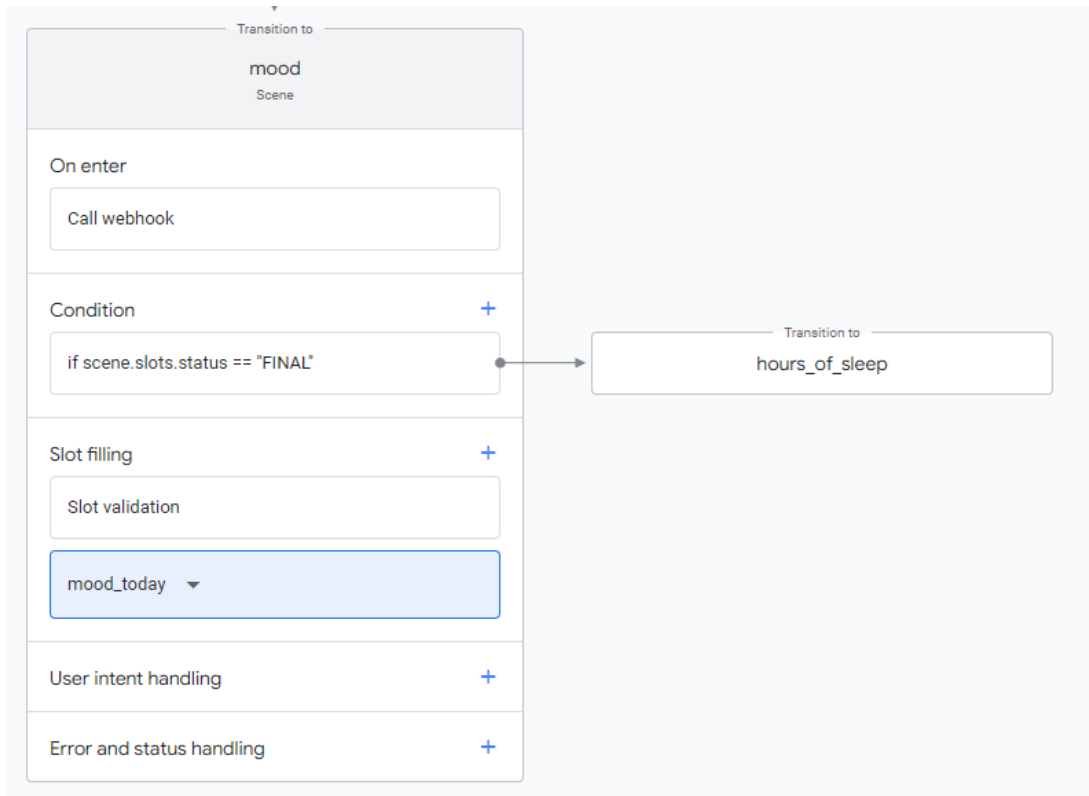 Transition to
mood
Scene
On enter
Call webhook
Condition
if scene.slots.status == "FINAL"
Transition to
hours_of_sleep
Slot filling
Slot validation
mood_today
User intent handling
Error and status handling